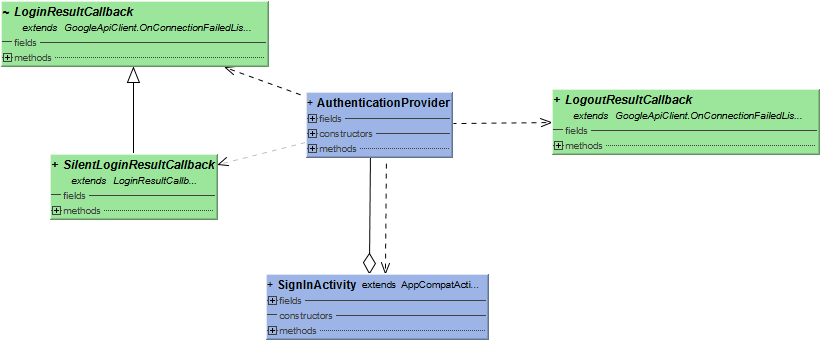 ~ LoginResultCallback
extends GoogleApiClient.OnConnectionFailedLis...
fields
methods
+ AuthenticationProvider
fields
constructors
methods
+ LogoutResultCallback
extends GoogleApiClient.OnConnectionFailedLis...
fields
methods
+ SilentLoginResultCallback
extends LoginResultCallb...
fields
methods
+ SignInActivity extends AppCompatActi...
fields
constructors
methods